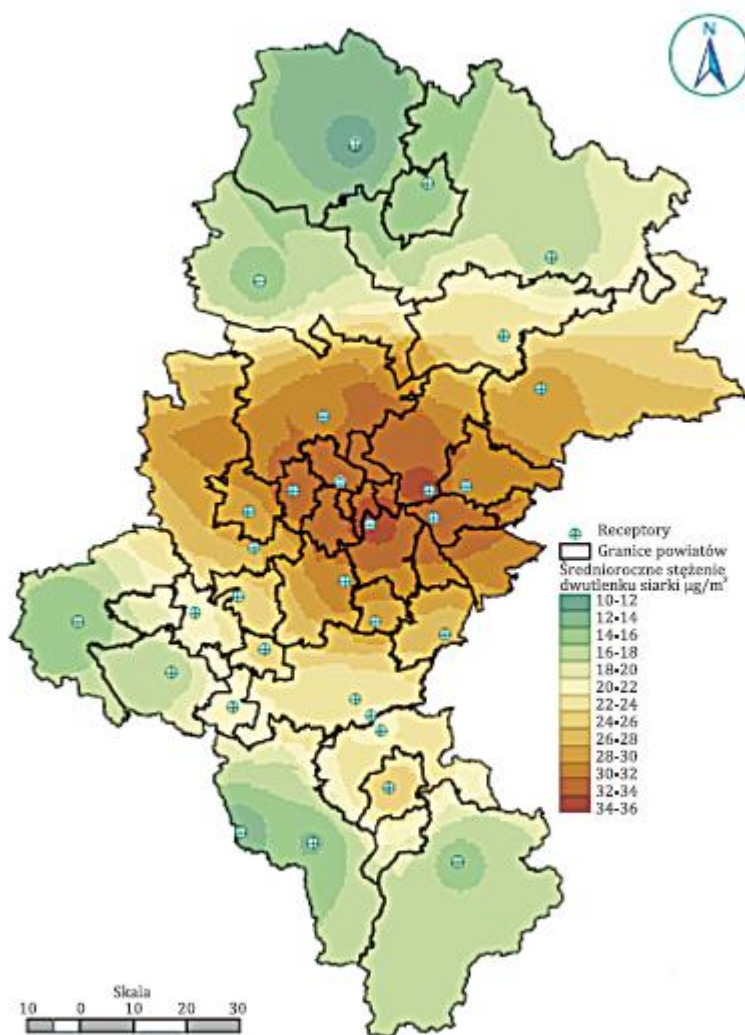 N
Receptory
Granice powiatów
Średnioroczne stężenie
dwutlenku siarki µg/m³
10-12
12-14
14-16
16-18
18-20
20-22
22-24
24-26
26-28
28-30
30-32
32-34
34-36
Skala
10 0 10 20 30